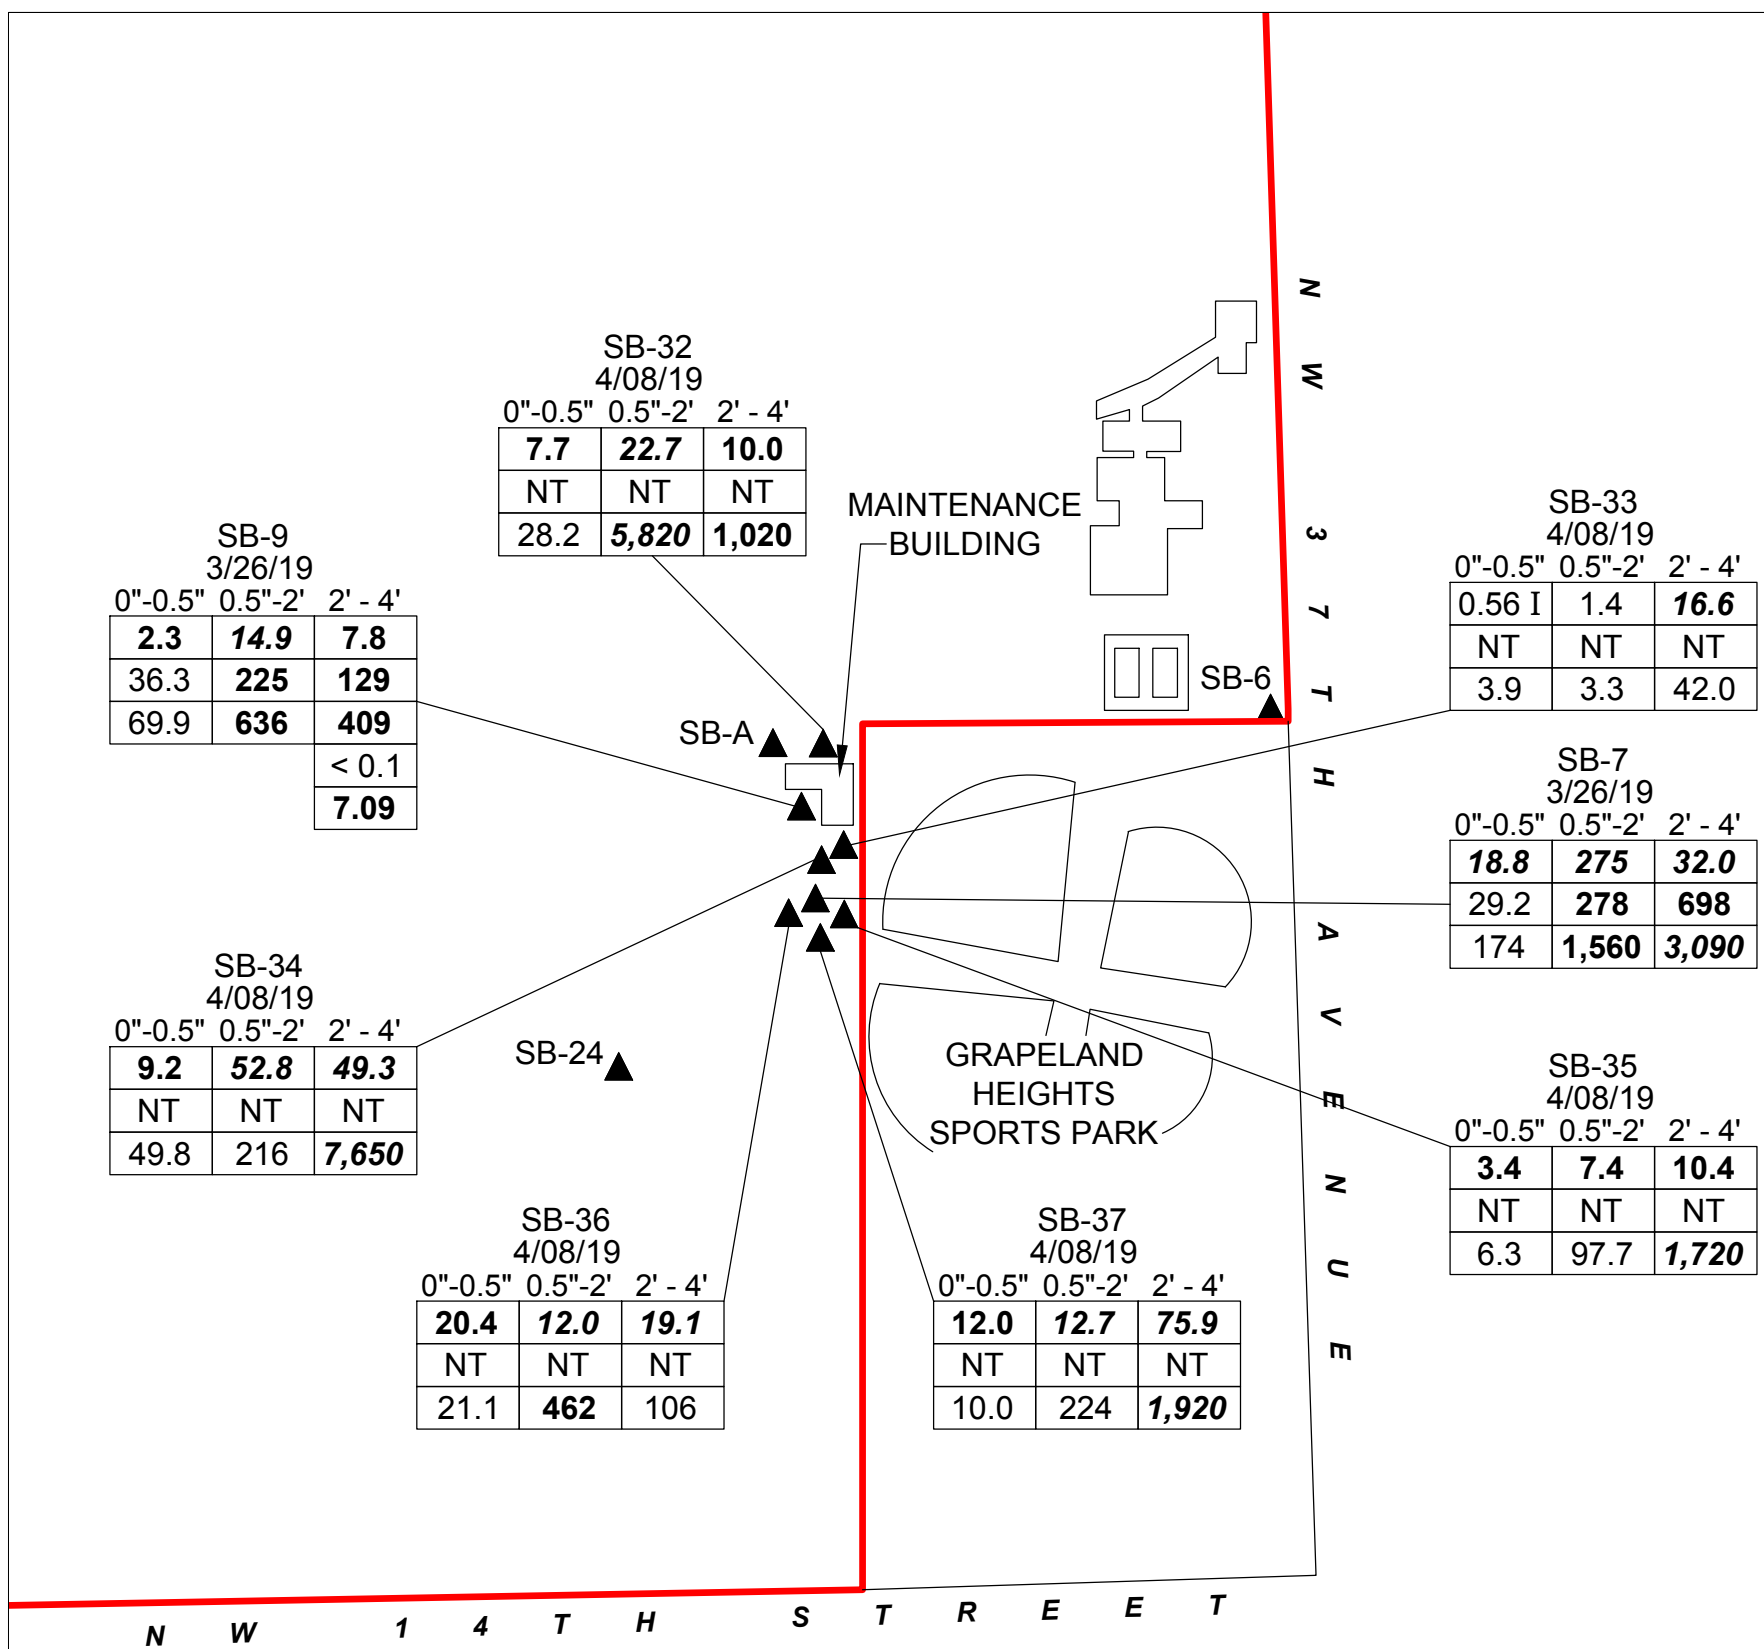 SB-32
4/08/19
0"-0.5" 0.5"-2' 2' - 4'
7.7 22.7 10.0
NT NT NT
28.2 5,820 1,020
MAINTENANCE
BUILDING
SB-9
3/26/19
0"-0.5" 0.5"-2' 2' - 4'
2.3 14.9 7.8
36.3 225 129
69.9 636 409
< 0.1
7.09
SB-33
4/08/19
0"-0.5" 0.5"-2' 2' - 4'
0.56 I 1.4 16.6
NT NT NT
3.9 3.3 42.0
SB-6
SB-A
SB-7
3/26/19
0"-0.5" 0.5"-2' 2' - 4'
18.8 275 32.0
29.2 278 698
174 1,560 3,090
SB-34
4/08/19
0"-0.5" 0.5"-2' 2' - 4'
9.2 52.8 49.3
NT NT NT
49.8 216 7,650
SB-24
GRAPELAND
HEIGHTS
SPORTS PARK
SB-35
4/08/19
0"-0.5" 0.5"-2' 2' - 4'
3.4 7.4 10.4
NT NT NT
6.3 97.7 1,720
SB-36
4/08/19
0"-0.5" 0.5"-2' 2' - 4'
20.4 12.0 19.1
NT NT NT
21.1 462 106
SB-37
4/08/19
0"-0.5" 0.5"-2' 2' - 4'
12.0 12.7 75.9
NT NT NT
10.0 224 1,920
NW 37TH AVENUE
NW 14TH STREET